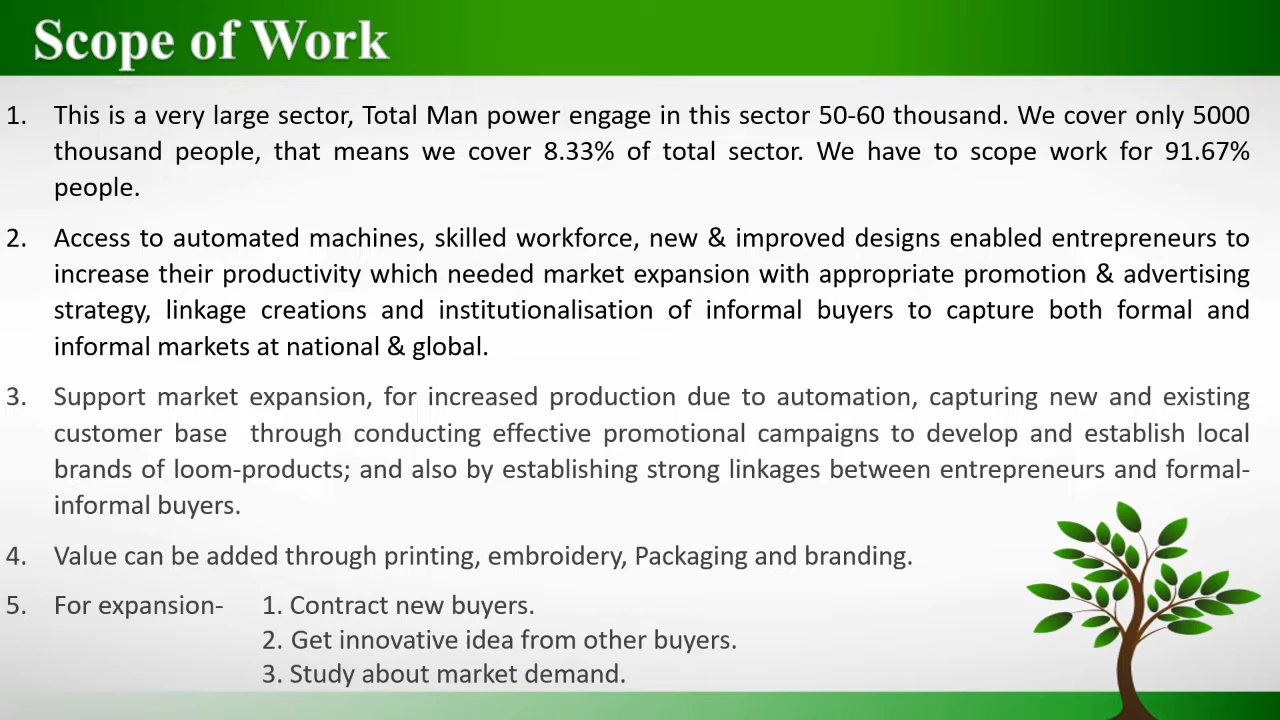 Scope of Work
1. This is a very large sector, Total Man power engage in this sector 50-60 thousand. We cover only 5000
thousand people, that means we cover 8.33% of total sector. We have to scope work for 91.67%
people.
2. Access to automated machines, skilled workforce, new & improved designs enabled entrepreneurs to
increase their productivity which needed market expansion with appropriate promotion & advertising
strategy, linkage creations and institutionalisation of informal buyers to capture both formal and
informal markets at national & global.
3. Support market expansion, for increased production due to automation, capturing new and existing
customer base through conducting effective promotional campaigns to develop and establish local
brands of loom-products; and also by establishing strong linkages between entrepreneurs and formal-
informal buyers.
4. Value can be added through printing, embroidery, Packaging and branding.
5. For expansion- 1. Contract new buyers.
2. Get innovative idea from other buyers.
3. Study about market demand.